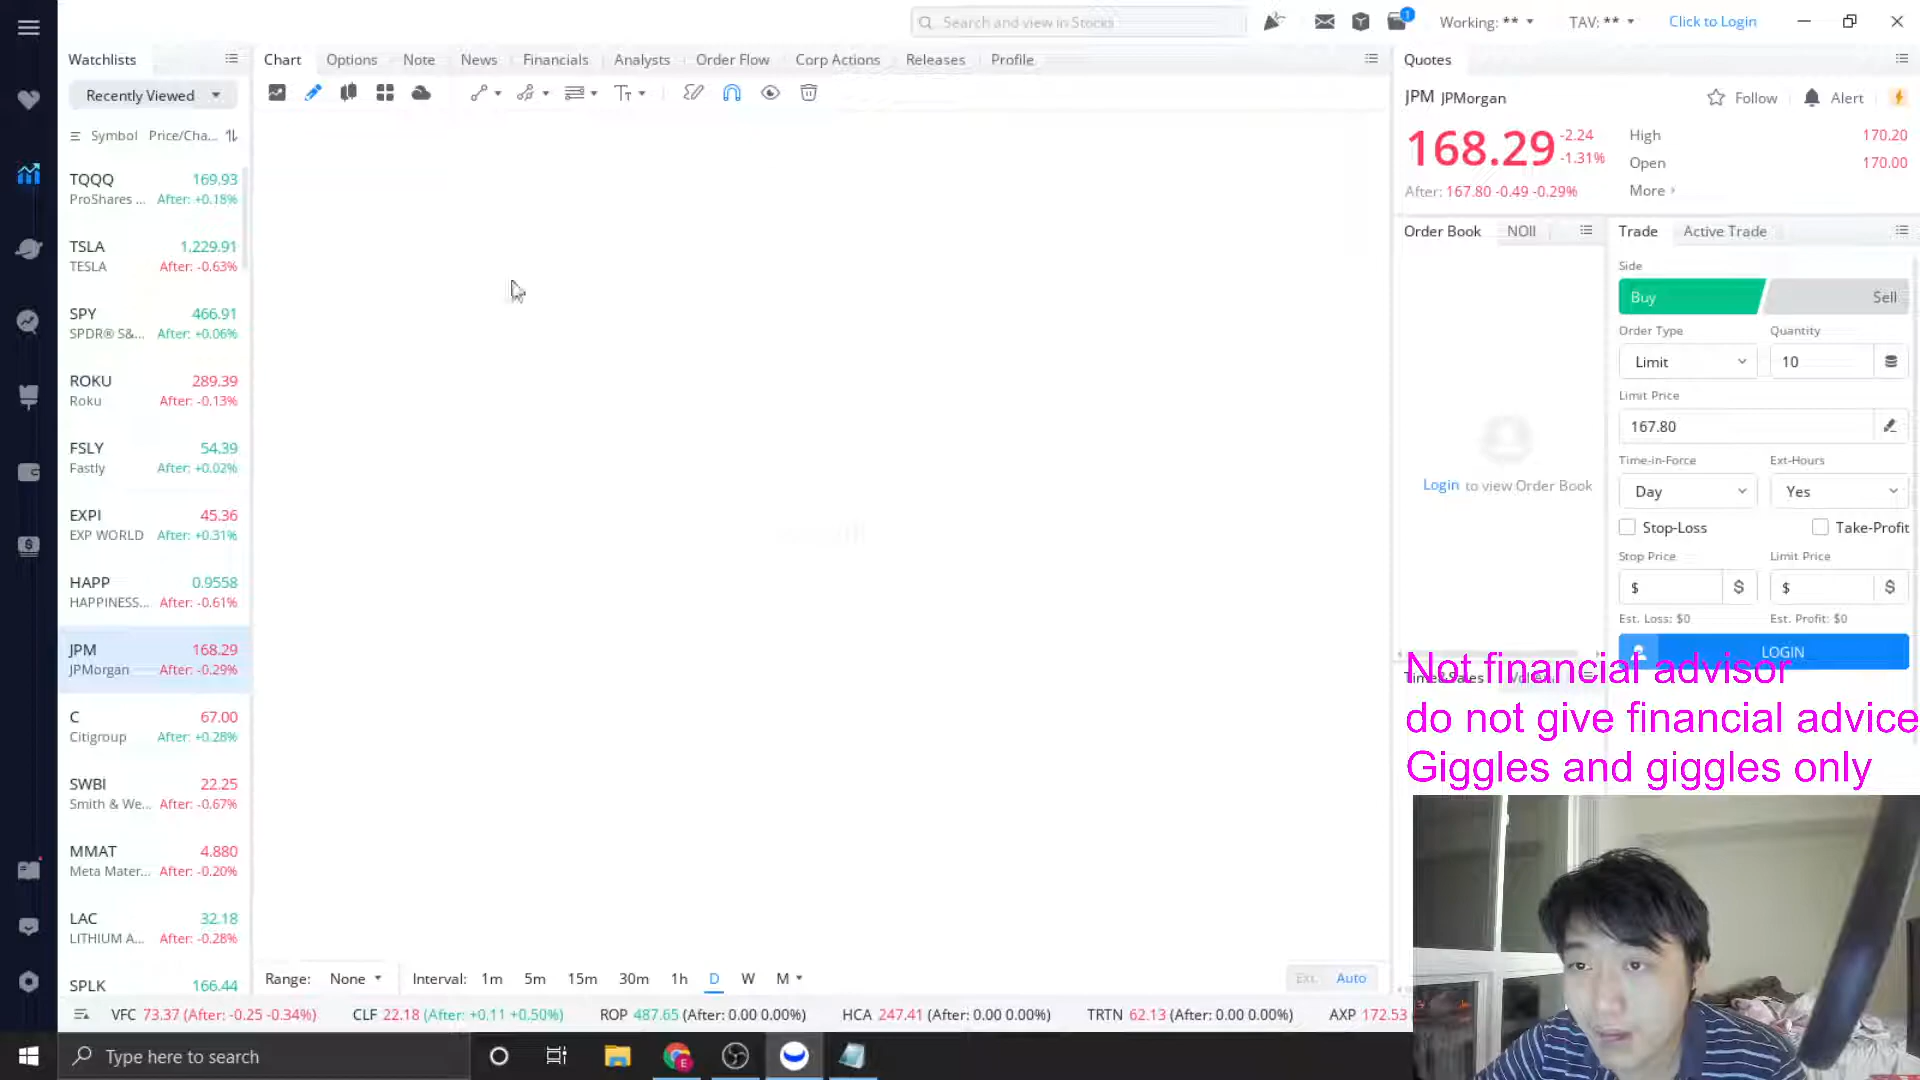 Search and view in Stocks
1
Working: **
TAV: **
Click to Login
Watchlists
Chart
Options
Note
News
Financials
Analysts
Order Flow
Corp Actions
Releases
Profile
Quotes
Recently Viewed
Symbol
Price/Cha...
JPM JPMorgan
Follow
Alert
168.29
-2.24
-1.31%
High
170.20
Open
170.00
After: 167.80 -0.49 -0.29%
More
TQQQ 169.93
ProShares ... After: +0.18%
TSLA 1,229.91
TESLA After: -0.63%
SPY 466.91
SPDR® S&... After: +0.06%
ROKU 289.39
Roku After: -0.13%
FSLY 54.39
Fastly After: +0.02%
EXPI 45.36
EXP WORLD After: +0.31%
HAPP 0.9558
HAPPINESS... After: -0.61%
JPM 168.29
JPMorgan After: -0.29%
C 67.00
Citigroup After: +0.28%
SWBI 22.25
Smith & We... After: -0.67%
MMAT 4.880
Meta Mater... After: -0.20%
LAC 32.18
LITHIUM A... After: -0.28%
SPLK 166.44
Order Book
NOII
Login to view Order Book
Trade
Active Trade
Side
Buy
Sell
Order Type
Quantity
Limit
10
Limit Price
167.80
Time-in-Force
Ext-Hours
Day
Yes
Stop-Loss
Take-Profit
Stop Price
Limit Price
$ $
$ $
Est. Loss: $0
Est. Profit: $0
LOGIN
Time&Sales
Not financial advisor
do not give financial advice
Giggles and giggles only
Range: None
Interval: 1m 5m 15m 30m 1h D W M
Ext. Auto
VFC 73.37 (After: -0.25 -0.34%)
CLF 22.18 (After: +0.11 +0.50%)
ROP 487.65 (After: 0.00 0.00%)
HCA 247.41 (After: 0.00 0.00%)
TRTN 62.13 (After: 0.00 0.00%)
AXP 172.53
Type here to search
E